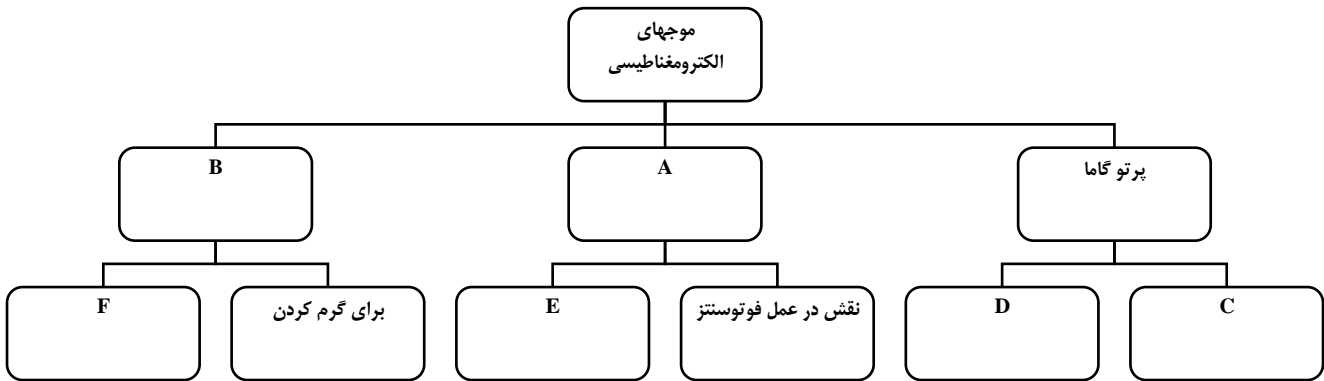 موجهای
الکترومغناطیسی
پرتو گاما
A
B
C
D
نقش در عمل فوتوسنتز
E
برای گرم کردن
F